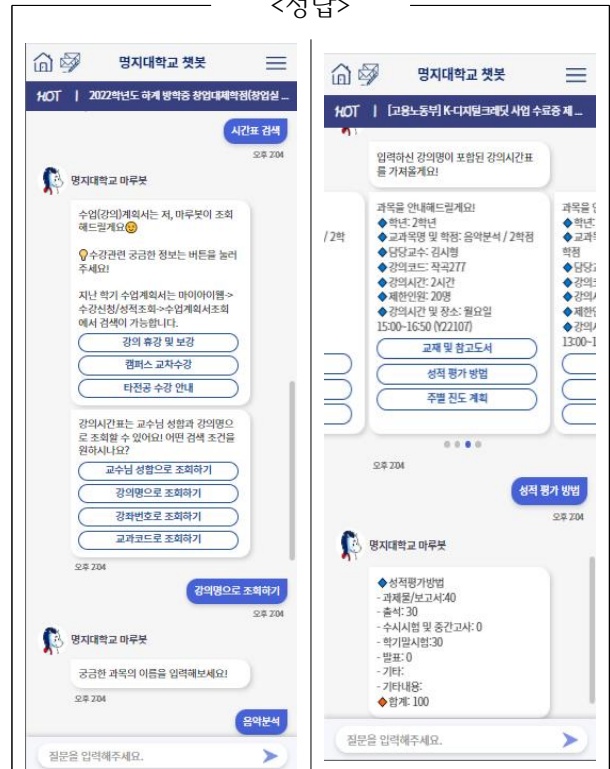 <정답>
명지대학교 챗봇
HOT | 2022학년도 하계 방학중 창업대체학점(창업실 ...
시간표 검색
오후 2:04
명지대학교 마루봇
수업(강의)계획서는 저, 마루봇이 조회
해드릴게요
수강관련 궁금한 정보는 버튼을 눌러
주세요!
지난 학기 수업계획서는 마이아이웹->
수강신청/성적조회->수업계획서조회
에서 검색이 가능합니다.
강의 휴강 및 보강
캠퍼스 교차수강
타전공 수강 안내
강의시간표는 교수님 성함과 강의명으
로 조회할 수 있어요! 어떤 검색 조건을
원하시나요?
교수님 성함으로 조회하기
강의명으로 조회하기
강좌번호로 조회하기
교과코드로 조회하기
오후 2:04
강의명으로 조회하기
오후 2:04
명지대학교 마루봇
궁금한 과목의 이름을 입력해보세요!
오후 2:04
음악분석
질문을 입력해주세요.
명지대학교 챗봇
HOT | [고용노동부] K-디지털크레딧 사업 수료증 제 ...
입력하신 강의명이 포함된 강의시간표
를 가져올게요!
/ 2학
과목을 안내해드릴게요!
◆학년: 2학년
◆교과목명 및 학점: 음악분석 / 2학점
◆담당교수: 김시형
◆강의코드: 작곡277
◆강의시간: 2시간
◆제한인원: 20명
◆강의시간 및 장소: 월요일
15:00~16:50 (Y22107)
교재 및 참고도서
성적 평가 방법
주별 진도 계획
과목을
◆학년:
◆교과
학점
◆담당
◆강의
◆강의
◆제한
◆강의
13:00~1
오후 2:04
성적 평가 방법
오후 2:04
명지대학교 마루봇
◆성적평가방법
- 과제물/보고서:40
- 출석: 30
- 수시시험 및 중간고사: 0
- 학기말시험:30
- 발표: 0
- 기타:
- 기타내용:
◆합계: 100
질문을 입력해주세요.